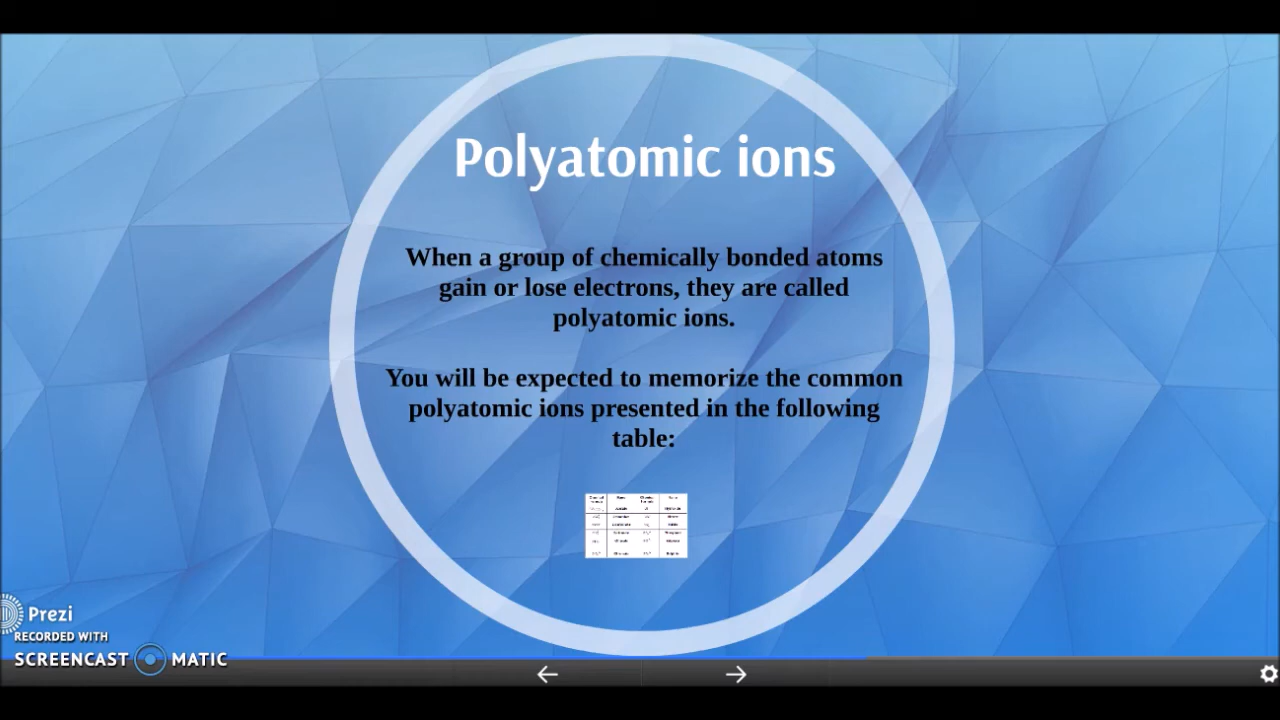 Polyatomic ions
When a group of chemically bonded atoms
gain or lose electrons, they are called
polyatomic ions.
You will be expected to memorize the common
polyatomic ions presented in the following
table:
Prezi
RECORDED WITH
SCREENCAST MATIC